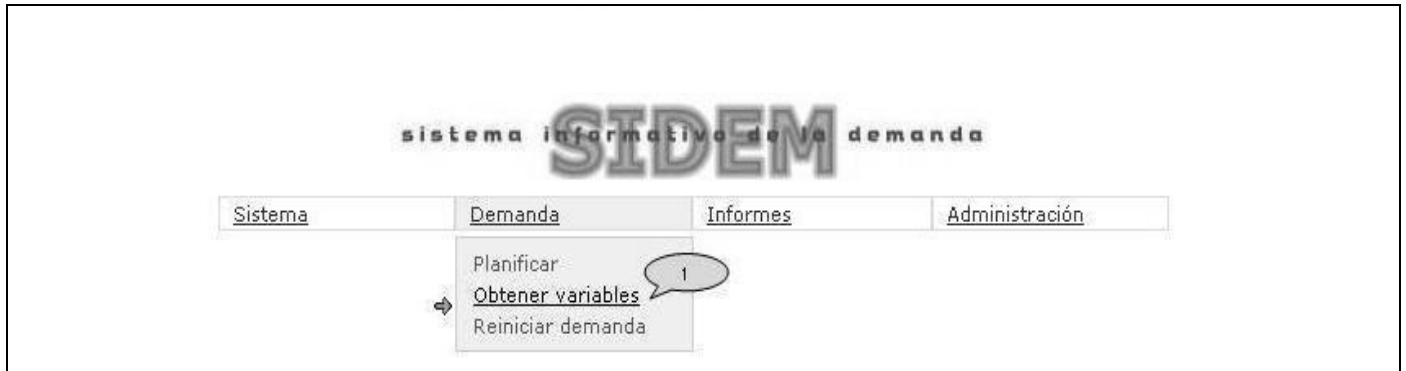 sistema informativo de la demanda
SIDEM
Sistema Demanda Informes Administración
Planificar
1
Obtener variables
Reiniciar demanda